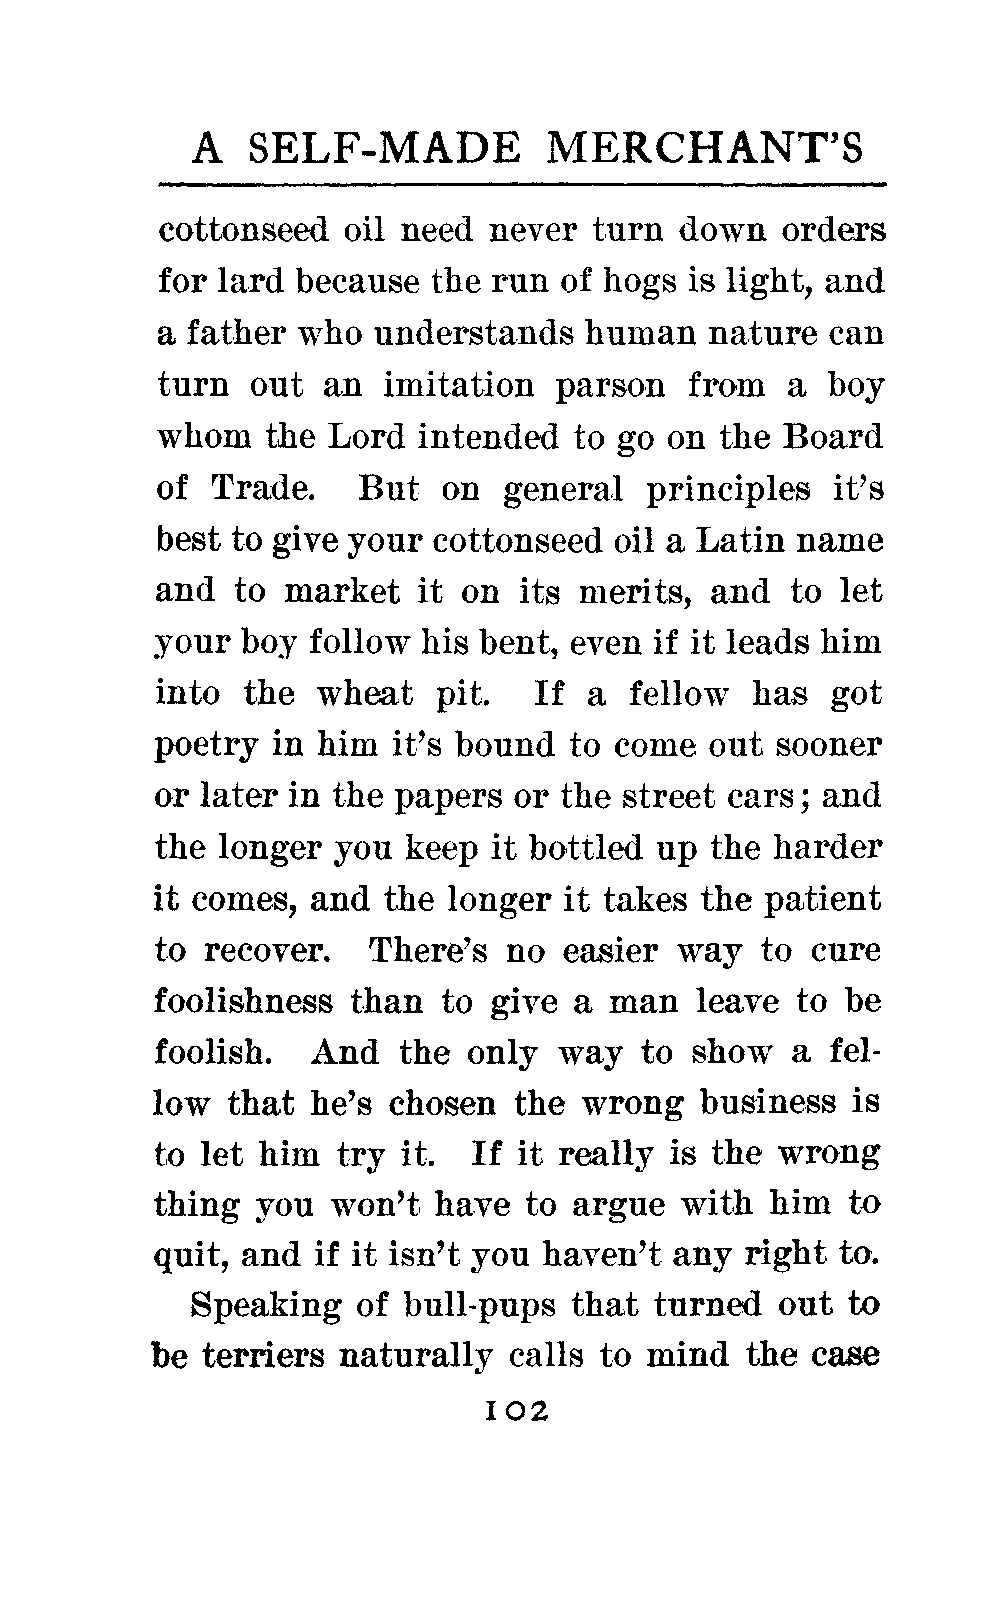 A SELF-MADE MERCHANT'S
cottonseed oil need never turn down orders
for lard because the run of hogs is light, and
a father who understands human nature can
turn out an imitation parson from a boy
whom the Lord intended to go on the Board
of Trade. But on general principles it's
best to give your cottonseed oil a Latin name
and to market it on its merits, and to let
your boy follow his bent, even if it leads him
into the wheat pit. If a fellow has got
poetry in him it's bound to come out sooner
or later in the papers or the street cars; and
the longer you keep it bottled up the harder
it comes, and the longer it takes the patient
to recover. There's no easier way to cure
foolishness than to give a man leave to be
foolish. And the only way to show a fel-
low that he's chosen the wrong business is
to let him try it. If it really is the wrong
thing you won't have to argue with him to
quit, and if it isn't you haven't any right to.
Speaking of bull-pups that turned out to
be terriers naturally calls to mind the case
102